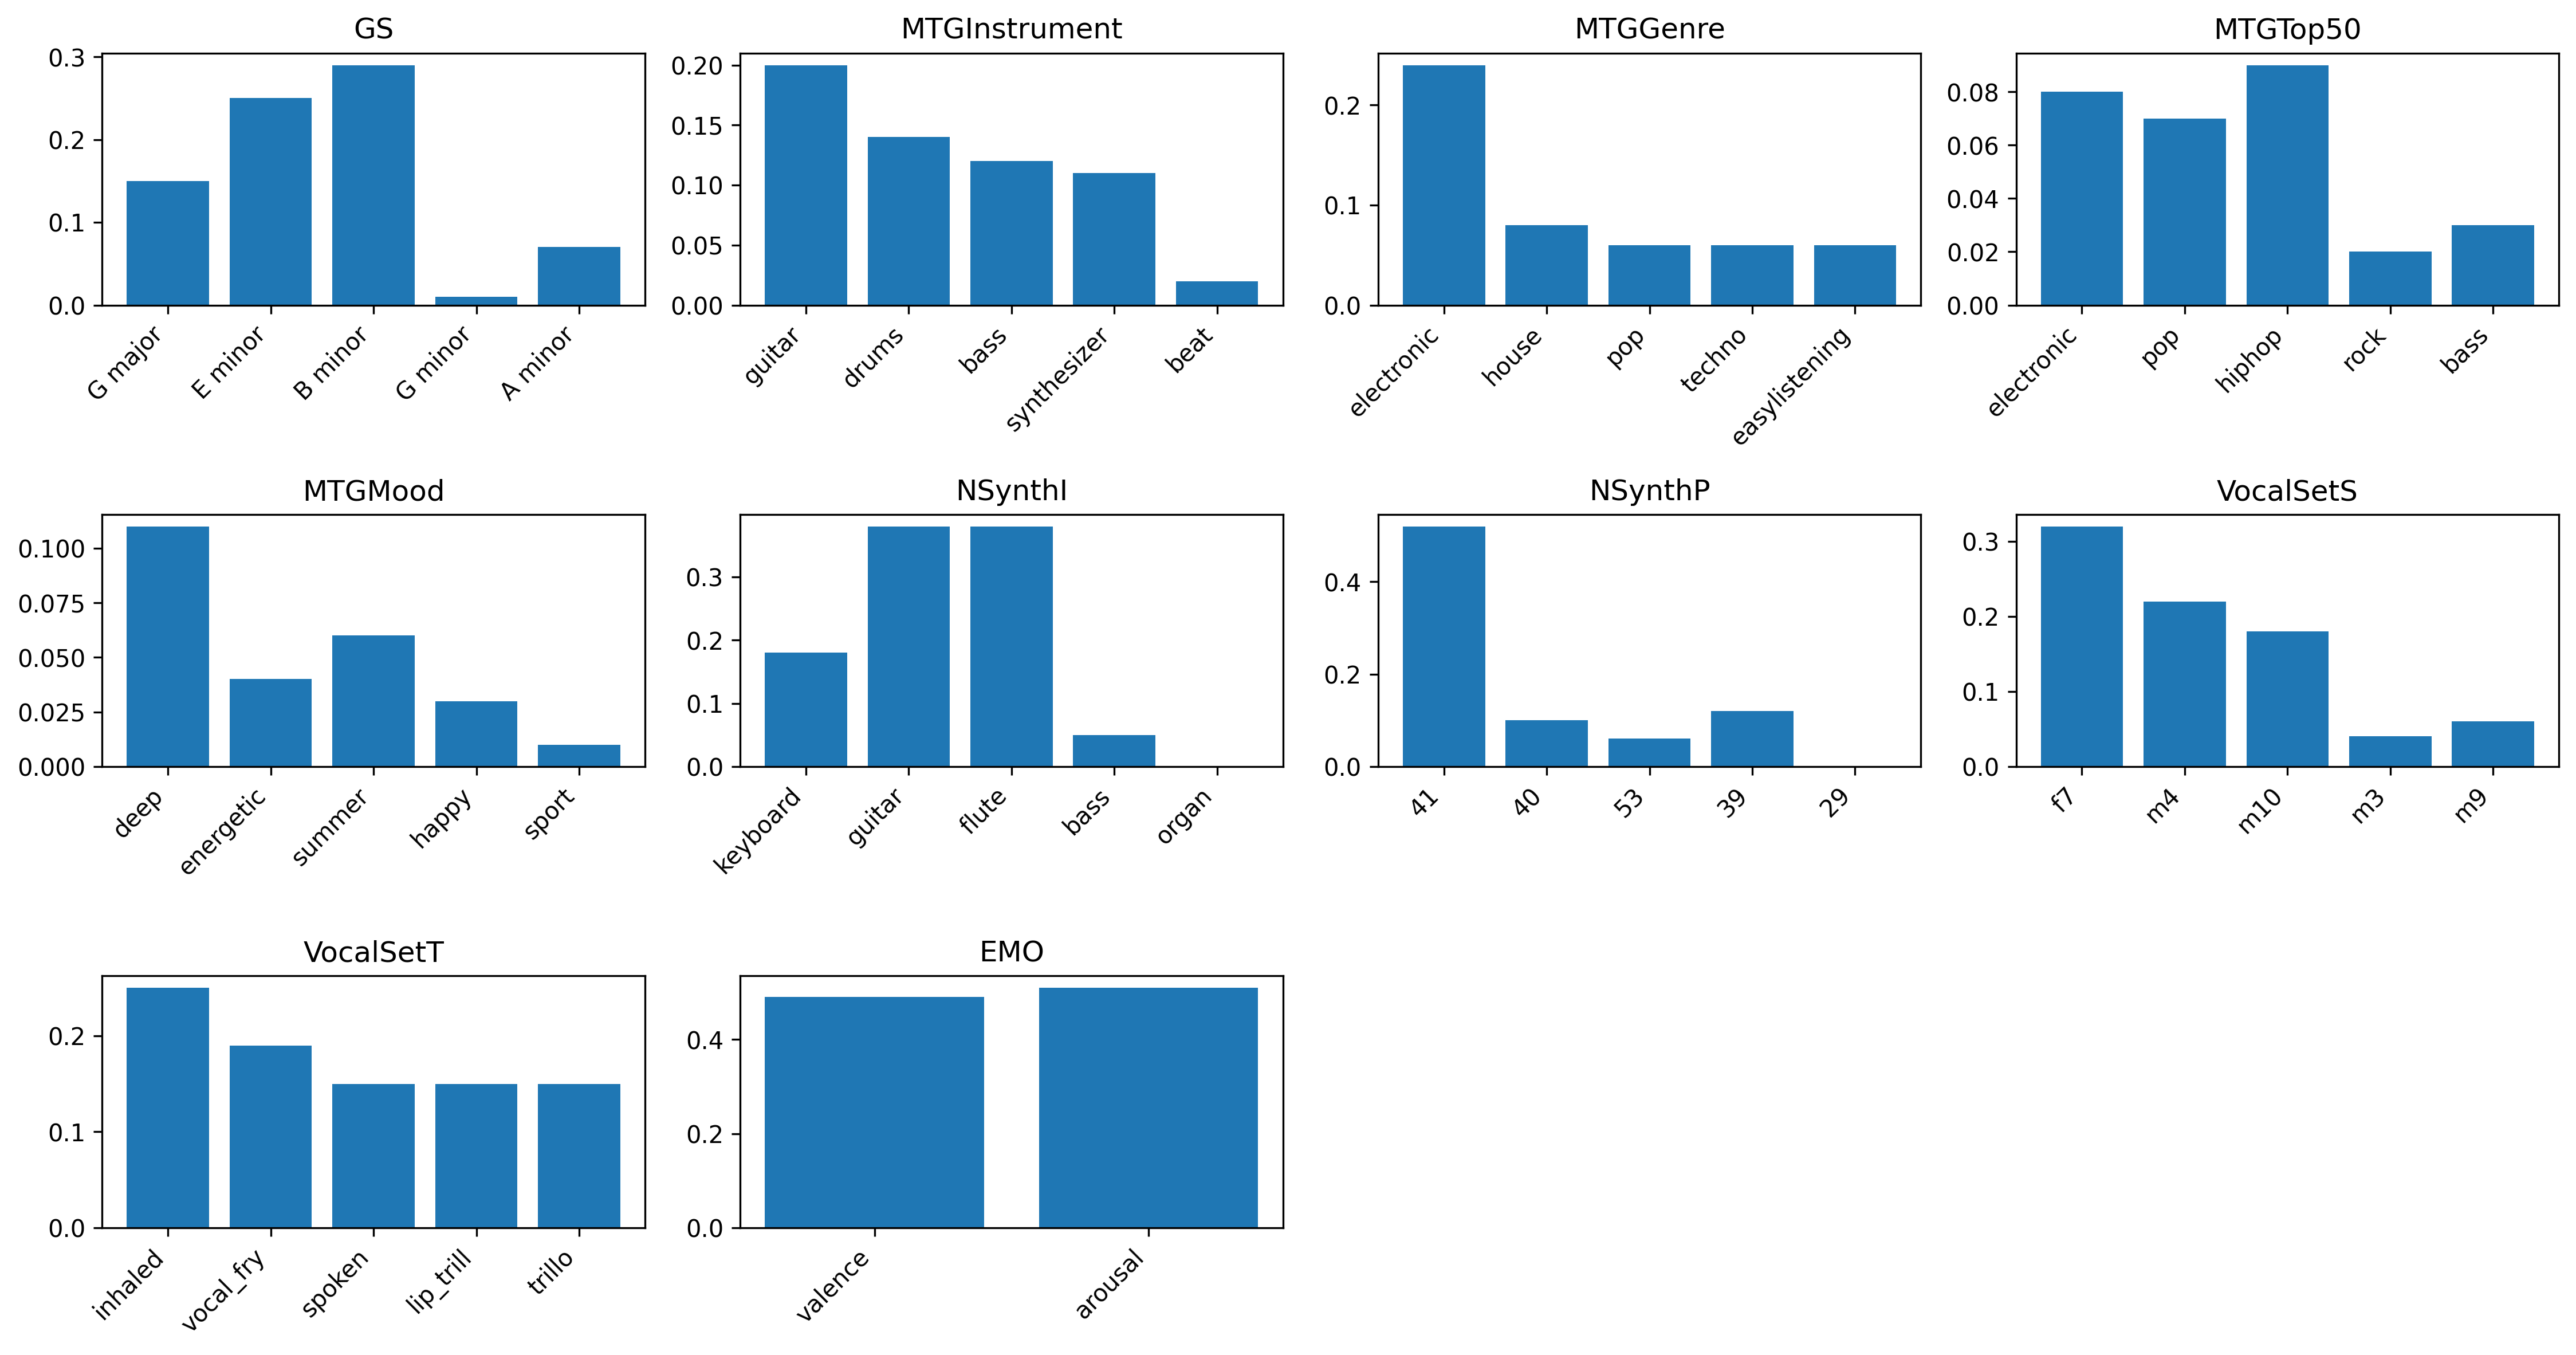 GS
0.3
0.2
0.1
0.0
G major
E minor
B minor
G minor
A minor
MTGInstrument
0.20
0.15
0.10
0.05
0.00
guitar
drums
bass
synthesizer
beat
MTGGenre
0.2
0.1
0.0
electronic
house
pop
techno
easylistening
MTGTop50
0.08
0.06
0.04
0.02
0.00
electronic
pop
hiphop
rock
bass
MTGMood
0.100
0.075
0.050
0.025
0.000
deep
energetic
summer
happy
sport
NSynthI
0.3
0.2
0.1
0.0
keyboard
guitar
flute
bass
organ
NSynthP
0.4
0.2
0.0
41
40
53
39
29
VocalSetS
0.3
0.2
0.1
0.0
f7
m4
m10
m3
m9
VocalSetT
0.2
0.1
0.0
inhaled
vocal_fry
spoken
lip_trill
trillo
EMO
0.4
0.2
0.0
valence
arousal